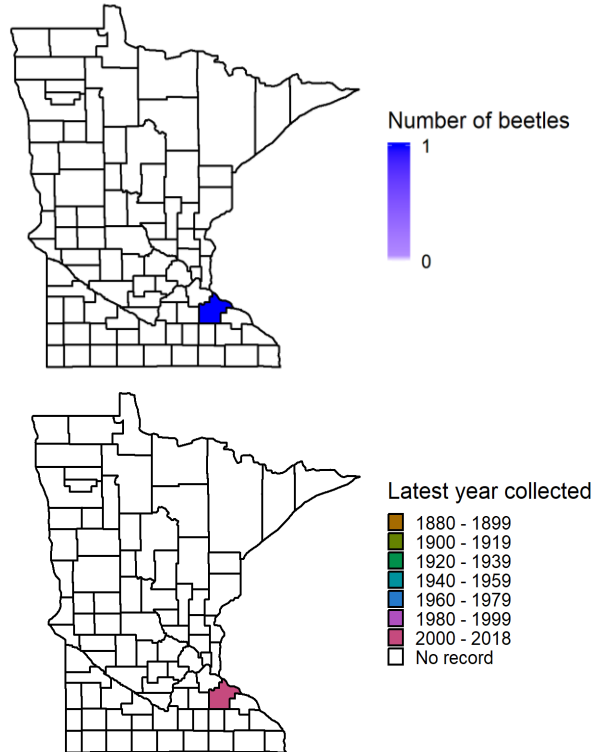 Number of beetles
1
0
Latest year collected
1880 - 1899
1900 - 1919
1920 - 1939
1940 - 1959
1960 - 1979
1980 - 1999
2000 - 2018
No record